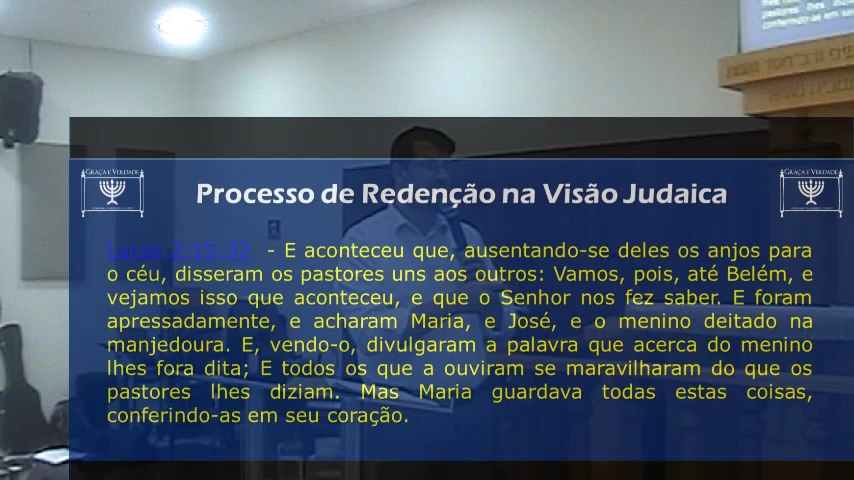 GRAÇA E VERDADE
GRAÇA E VERDADE
Processo de Redenção na Visão Judaica
Lucas 2:15-32 - E aconteceu que, ausentando-se deles os anjos para
o céu, disseram os pastores uns aos outros: Vamos, pois, até Belém, e
vejamos isso que aconteceu, e que o Senhor nos fez saber. E foram
apressadamente, e acharam Maria, e José, e o menino deitado na
manjedoura. E, vendo-o, divulgaram a palavra que acerca do menino
lhes fora dita; E todos os que a ouviram se maravilharam do que os
pastores lhes diziam. Mas Maria guardava todas estas coisas,
conferindo-as em seu coração.